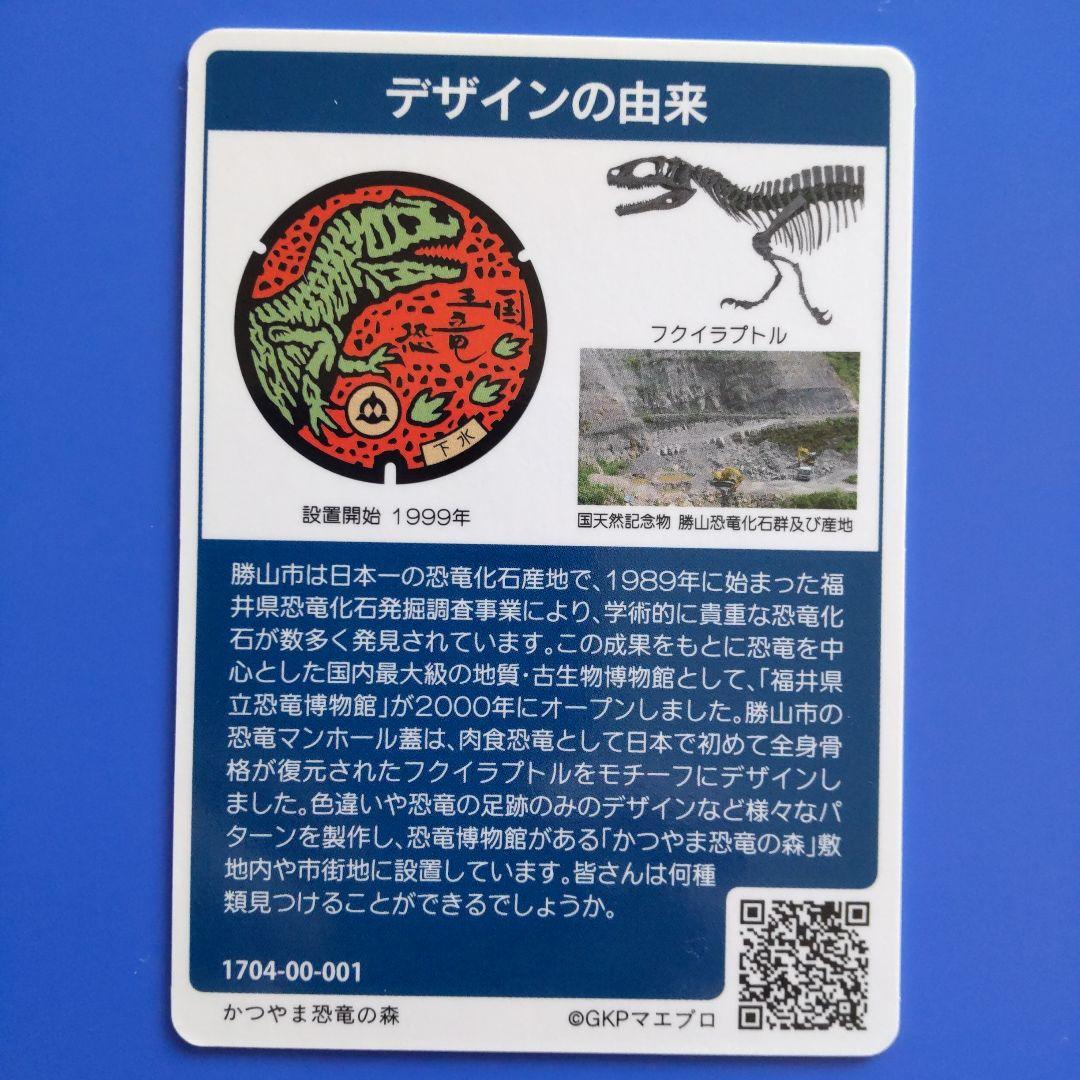 デザインの由来
恐竜王国
下水
設置開始 1999年
フクイラプトル
国天然記念物 勝山恐竜化石群及び産地
勝山市は日本一の恐竜化石産地で、1989年に始まった福
井県恐竜化石発掘調査事業により、学術的に貴重な恐竜化
石が数多く発見されています。この成果をもとに恐竜を中
心とした国内最大級の地質・古生物博物館として、「福井県
立恐竜博物館」が2000年にオープンしました。勝山市の
恐竜マンホール蓋は、肉食恐竜として日本で初めて全身骨
格が復元されたフクイラプトルをモチーフにデザインし
ました。色違いや恐竜の足跡のみのデザインなど様々なパ
ターンを製作し、恐竜博物館がある「かつやま恐竜の森」敷
地内や市街地に設置しています。皆さんは何種
類見つけることができるでしょうか。
1704-00-001
かつやま恐竜の森
©GKPマエプロ